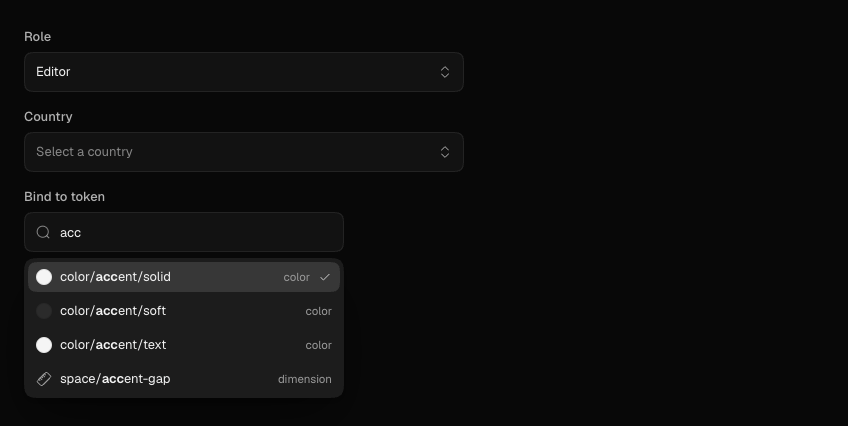 Role
Editor
Country
Select a country
Bind to token
acc
color/accent/solid color
color/accent/soft color
color/accent/text color
space/accent-gap dimension